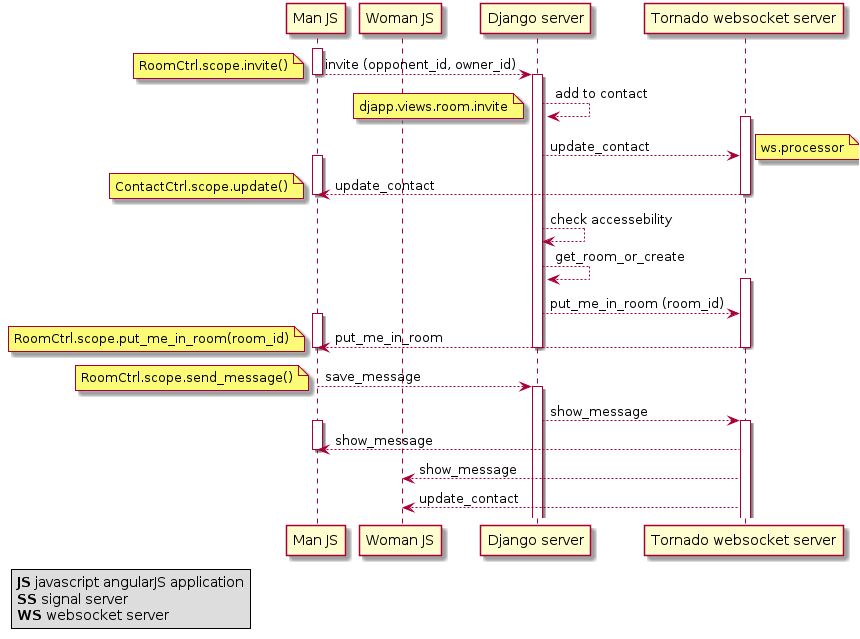 Man JS
Woman JS
Django server
Tornado websocket server
RoomCtrl.scope.invite()
invite (opponent_id, owner_id)
add to contact
djapp.views.room.invite
update_contact
ws.processor
ContactCtrl.scope.update()
update_contact
check accessebility
get_room_or_create
put_me_in_room (room_id)
RoomCtrl.scope.put_me_in_room(room_id)
put_me_in_room
RoomCtrl.scope.send_message()
save_message
show_message
show_message
show_message
update_contact
Man JS
Woman JS
Django server
Tornado websocket server
JS javascript angularJS application
SS signal server
WS websocket server